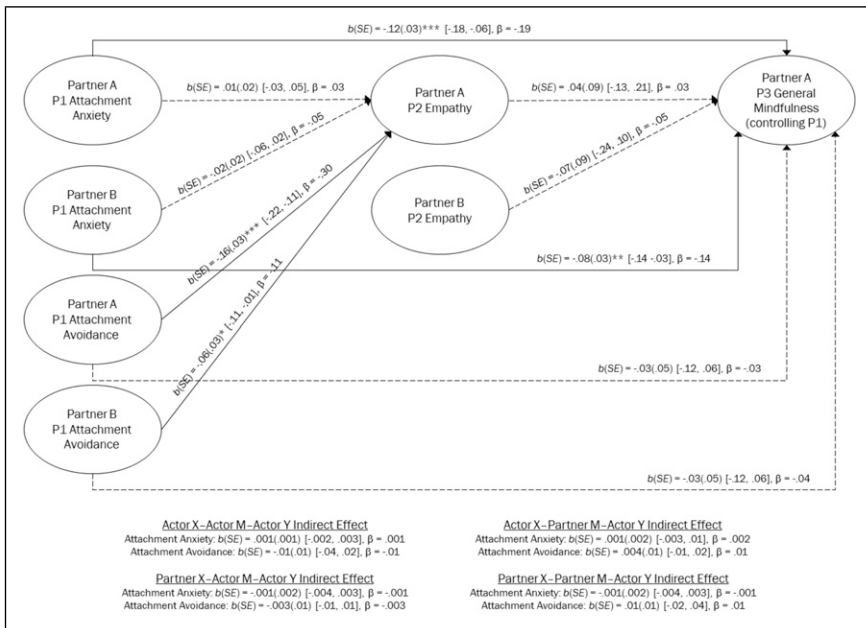 b(SE) = -.12(.03)*** [-.18, -.06], β = -.19
Partner A
P1 Attachment
Anxiety
b(SE) = .01(.02) [-.03, .05], β = .03
Partner A
P2 Empathy
b(SE) = .04(.09) [-.13, .21], β = .03
Partner A
P3 General
Mindfulness
(controlling P1)
b(SE) = -.02(.02) [-.06, .02], β = -.05
b(SE) = -.07(.09) [-.24, .10], β = -.05
Partner B
P1 Attachment
Anxiety
Partner B
P2 Empathy
b(SE) = -.16(.03)*** [-.22, -.11], β = -.30
b(SE) = -.08(.03)** [-.14 -.03], β = -.14
Partner A
P1 Attachment
Avoidance
b(SE) = -.06(.03)* [-.11, -.01], β = -.11
b(SE) = -.03(.05) [-.12, .06], β = -.03
Partner B
P1 Attachment
Avoidance
b(SE) = -.03(.05) [-.12, .06], β = -.04
Actor X–Actor M–Actor Y Indirect Effect
Attachment Anxiety: b(SE) = .001(.001) [-.002, .003], β = .001
Attachment Avoidance: b(SE) = -.01(.01) [-.04, .02], β = -.01
Actor X–Partner M–Actor Y Indirect Effect
Attachment Anxiety: b(SE) = .001(.002) [-.003, .01], β = .002
Attachment Avoidance: b(SE) = .004(.01) [-.01, .02], β = .01
Partner X–Actor M–Actor Y Indirect Effect
Attachment Anxiety: b(SE) = -.001(.002) [-.004, .003], β = -.001
Attachment Avoidance: b(SE) = -.003(.01) [-.01, .01], β = -.003
Partner X–Partner M–Actor Y Indirect Effect
Attachment Anxiety: b(SE) = -.001(.002) [-.004, .003], β = -.001
Attachment Avoidance: b(SE) = .01(.01) [-.02, .04], β = .01